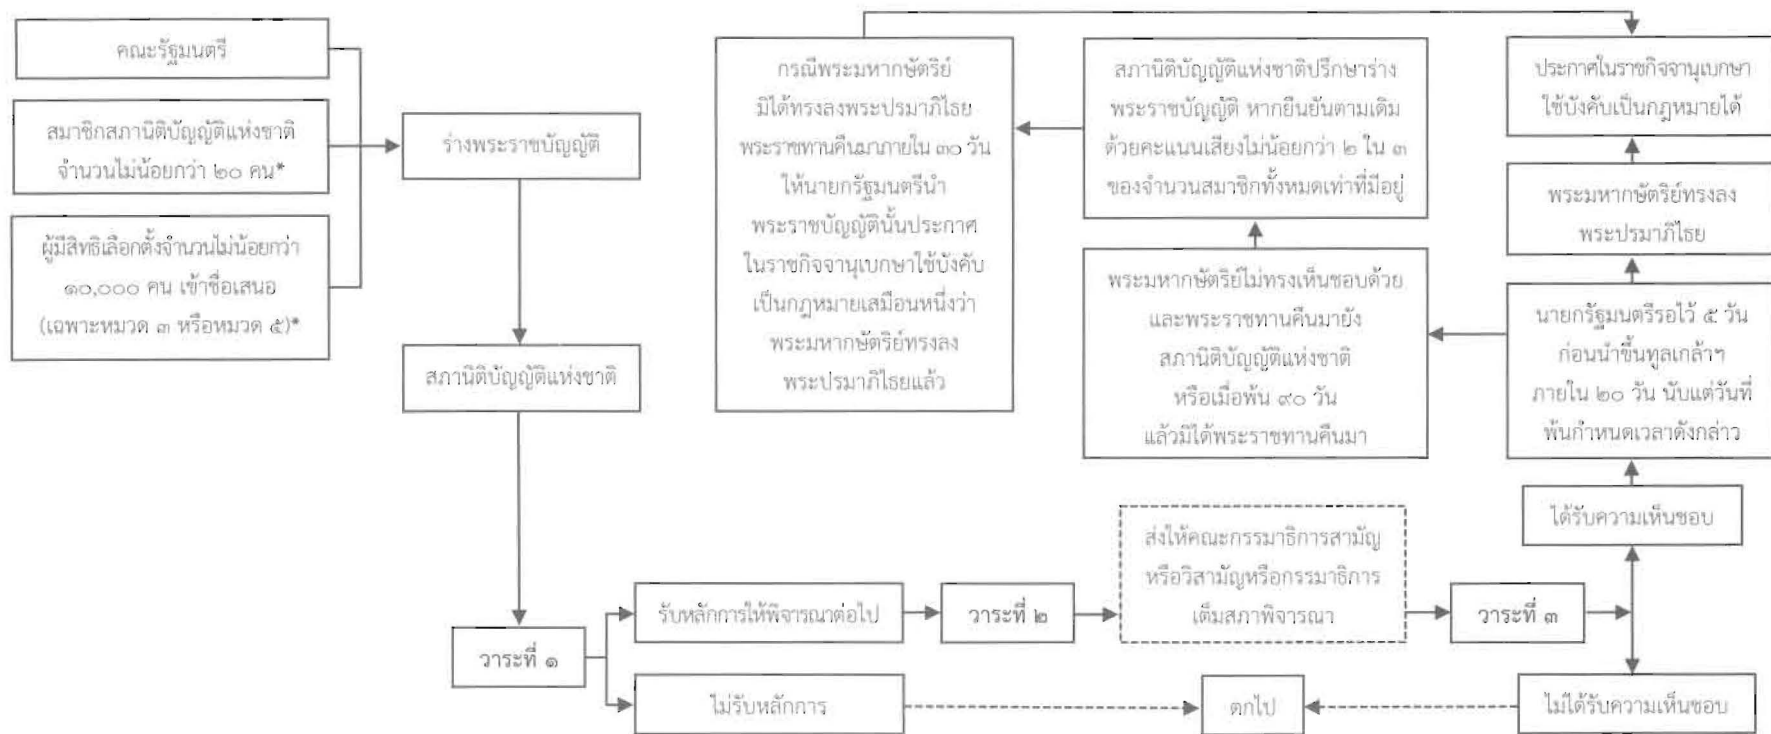 คณะรัฐมนตรี
สมาชิกสภานิติบัญญัติแห่งชาติ
จำนวนไม่น้อยกว่า ๒๐ คน*
ผู้มีสิทธิเลือกตั้งจำนวนไม่น้อยกว่า
๑๐,๐๐๐ คน เข้าชื่อเสนอ
(เฉพาะหมวด ๓ หรือหมวด ๕)*
ร่างพระราชบัญญัติ
สภานิติบัญญัติแห่งชาติ
วาระที่ ๑
รับหลักการให้พิจารณาต่อไป
ไม่รับหลักการ
วาระที่ ๒
ส่งให้คณะกรรมาธิการสามัญ
หรือวิสามัญหรือกรรมาธิการ
เต็มสภาพิจารณา
วาระที่ ๓
ตกไป
ไม่ได้รับความเห็นชอบ
ได้รับความเห็นชอบ
นายกรัฐมนตรีรอไว้ ๕ วัน
ก่อนนำขึ้นทูลเกล้าฯ
ภายใน ๒๐ วัน นับแต่วันที่
พ้นกำหนดเวลาดังกล่าว
พระมหากษัตริย์ทรงลง
พระปรมาภิไธย
ประกาศในราชกิจจานุเบกษา
ใช้บังคับเป็นกฎหมายได้
พระมหากษัตริย์ไม่ทรงเห็นชอบด้วย
และพระราชทานคืนมายัง
สภานิติบัญญัติแห่งชาติ
หรือเมื่อพ้น ๙๐ วัน
แล้วมิได้พระราชทานคืนมา
สภานิติบัญญัติแห่งชาติปรึกษาร่าง
พระราชบัญญัติ หากยืนยันตามเดิม
ด้วยคะแนนเสียงไม่น้อยกว่า ๒ ใน ๓
ของจำนวนสมาชิกทั้งหมดเท่าที่มีอยู่
กรณีพระมหากษัตริย์
มิได้ทรงลงพระปรมาภิไธย
พระราชทานคืนมาภายใน ๓๐ วัน
ให้นายกรัฐมนตรีนำ
พระราชบัญญัตินั้นประกาศ
ในราชกิจจานุเบกษาใช้บังคับ
เป็นกฎหมายเสมือนหนึ่งว่า
พระมหากษัตริย์ทรงลง
พระปรมาภิไธยแล้ว